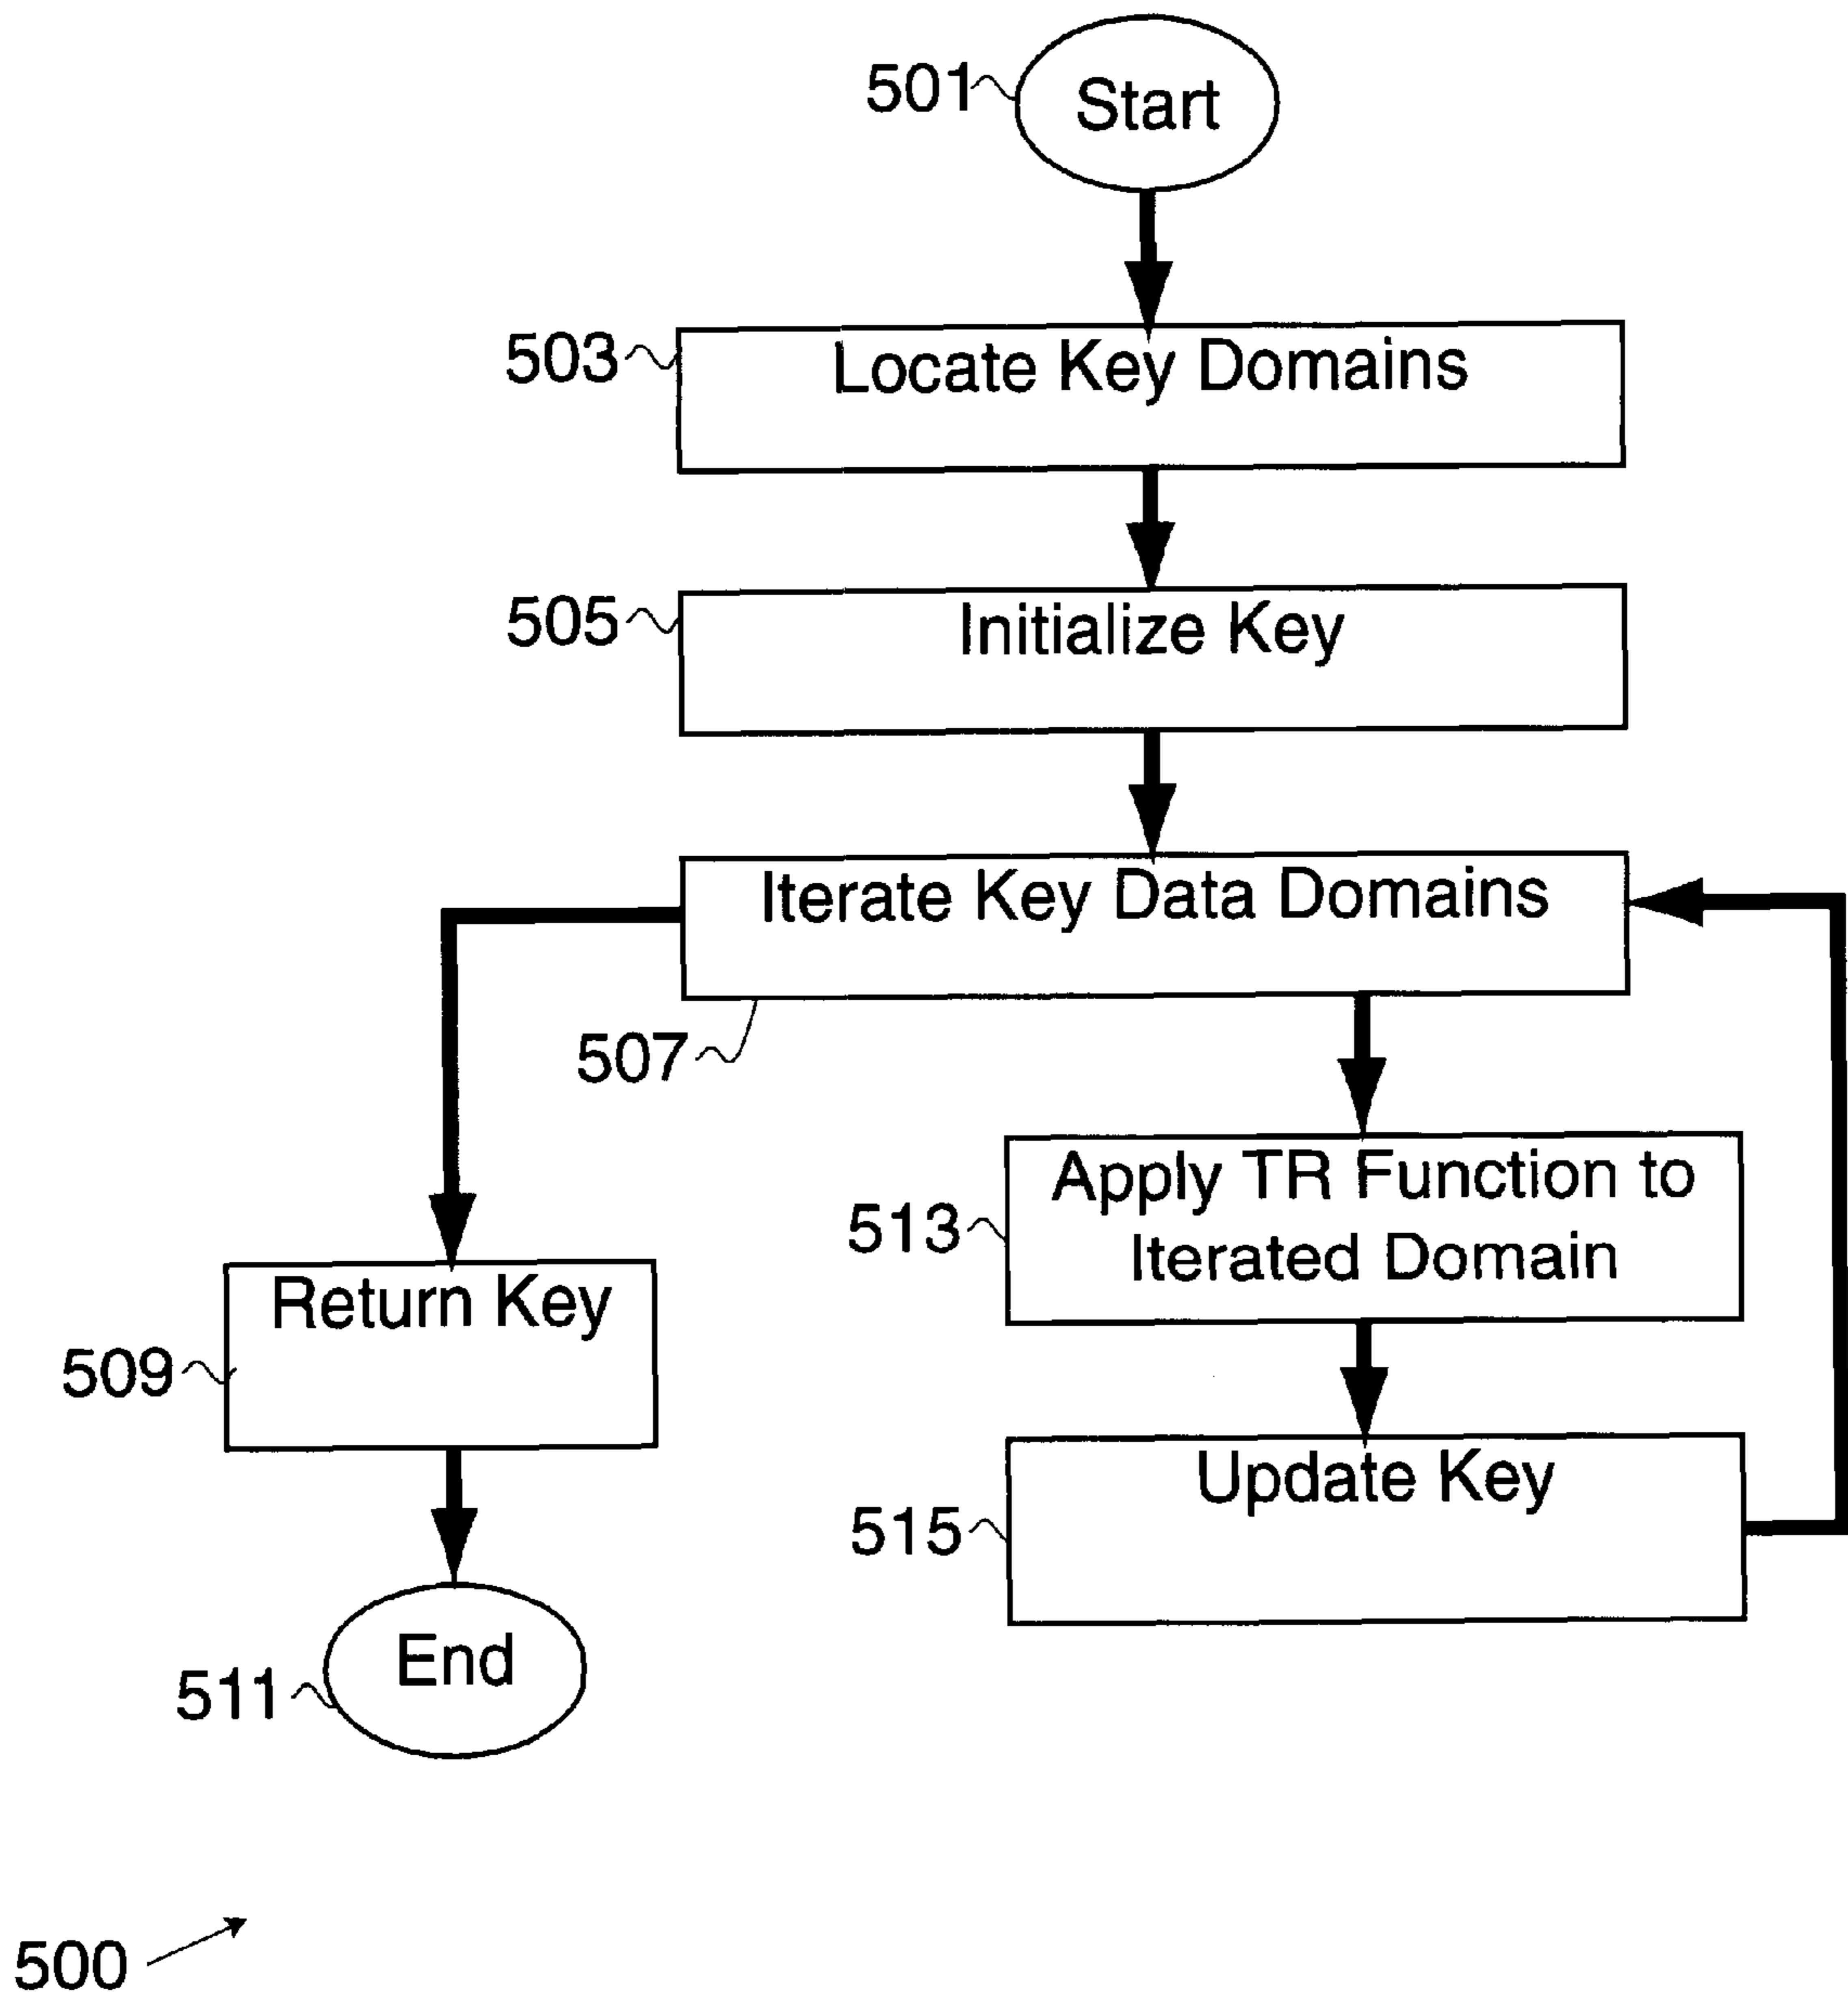 501
Start
503
Locate Key Domains
505
Initialize Key
Iterate Key Data Domains
507
513
Apply TR Function to
Iterated Domain
Return Key
509
515
Update Key
End
511
500